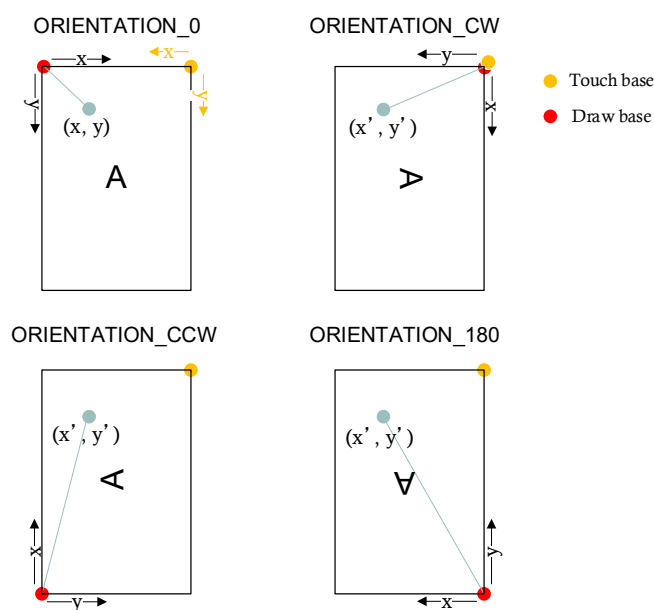 ORIENTATION_0
ORIENTATION_CW
x
x
y
y
y
x
(x, y)
(x', y')
A
A
Touch base
Draw base
ORIENTATION_CCW
ORIENTATION_180
(x', y')
(x', y')
A
A
x
y
y
x